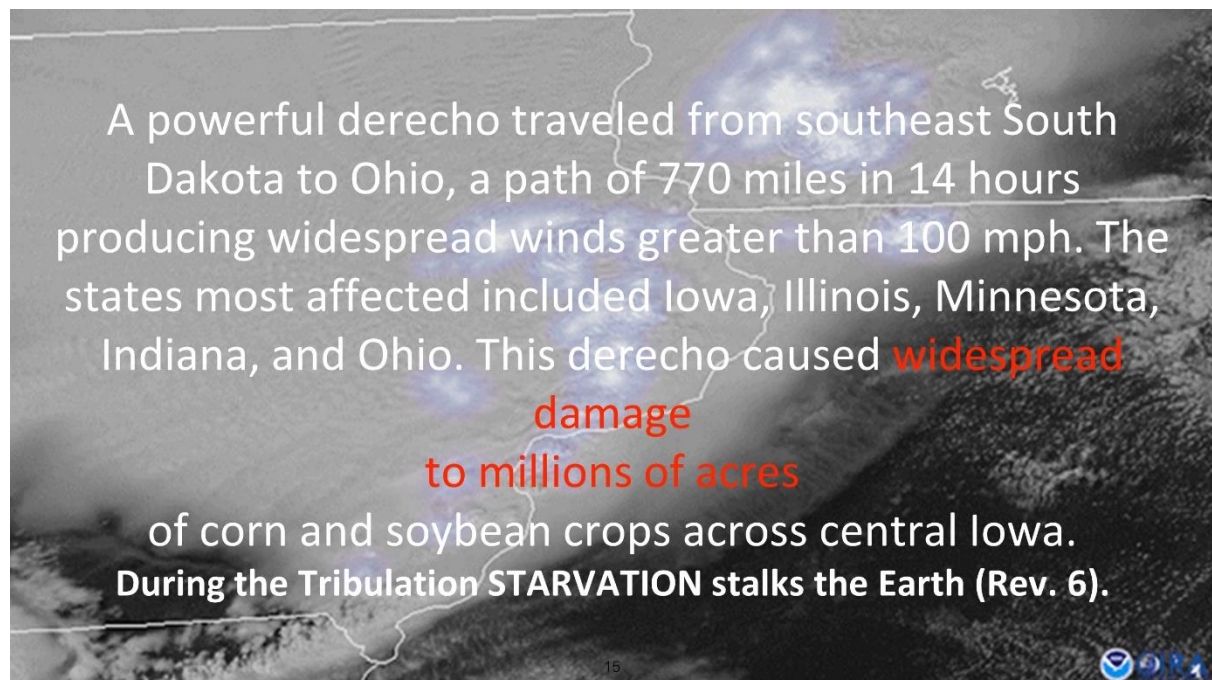 A powerful derecho traveled from southeast South
Dakota to Ohio, a path of 770 miles in 14 hours
producing widespread winds greater than 100 mph. The
states most affected included Iowa, Illinois, Minnesota,
Indiana, and Ohio. This derecho caused widespread
damage
to millions of acres
of corn and soybean crops across central Iowa.
During the Tribulation STARVATION stalks the Earth (Rev. 6).
15
CIRA